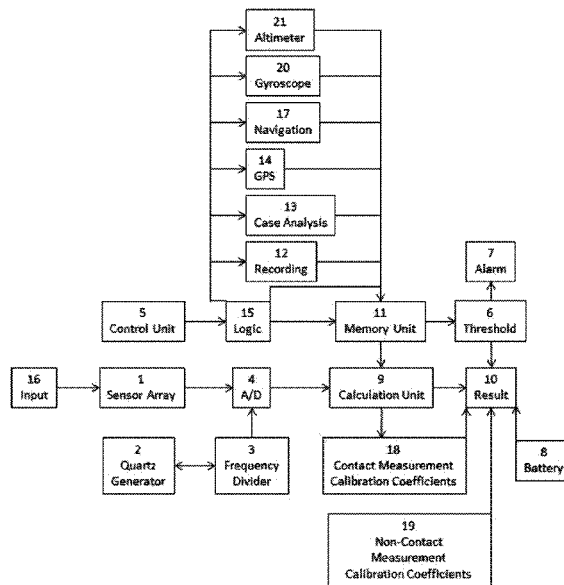 21
Altimeter
20
Gyroscope
17
Navigation
14
GPS
13
Case Analysis
12
Recording
7
Alarm
5
Control Unit
15
Logic
11
Memory Unit
6
Threshold
16
Input
1
Sensor Array
4
A/D
9
Calculation Unit
10
Result
2
Quartz
Generator
3
Frequency
Divider
18
Contact Measurement
Calibration Coefficients
8
Battery
19
Non-Contact
Measurement
Calibration Coefficients